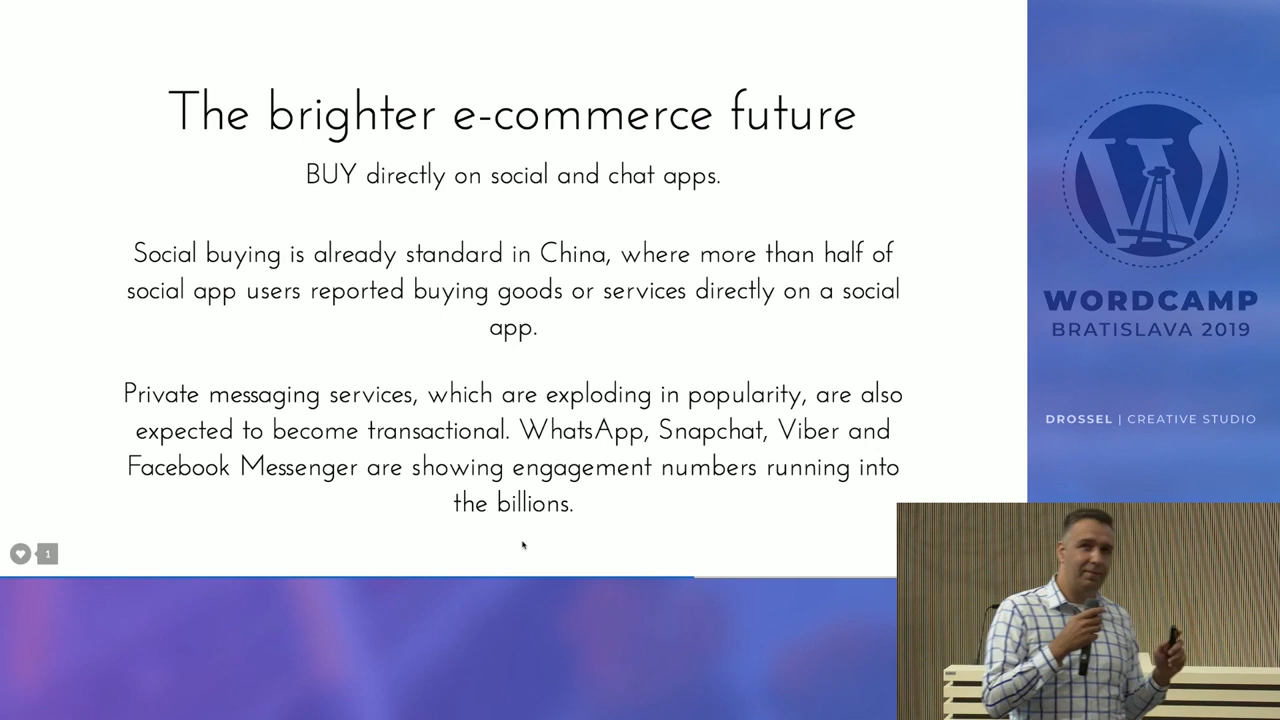 The brighter e-commerce future
BUY directly on social and chat apps.
Social buying is already standard in China, where more than half of
social app users reported buying goods or services directly on a social
app.
Private messaging services, which are exploding in popularity, are also
expected to become transactional. WhatsApp, Snapchat, Viber and
Facebook Messenger are showing engagement numbers running into
the billions.
1
WORDCAMP
BRATISLAVA 2019
DROSSEL | CREATIVE STUDIO